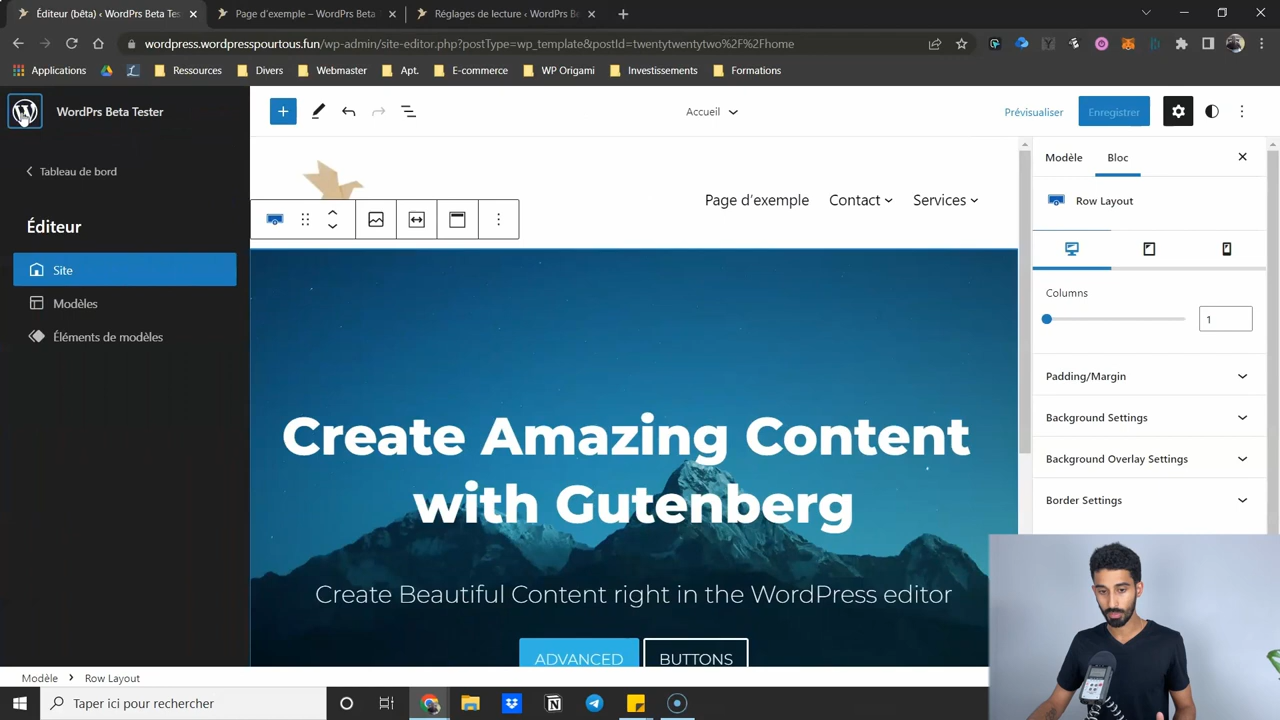 Éditeur (bêta) ‹ WordPrs Beta Tes
Page d'exemple – WordPrs Beta T
Réglages de lecture ‹ WordPrs Be
wordpress.wordpresspourtous.fun/wp-admin/site-editor.php?postType=wp_template&postId=twentytwentytwo%2F%2Fhome
Applications
Ressources
Divers
Webmaster
Apt.
E-commerce
WP Origami
Investissements
Formations
WordPrs Beta Tester
Accueil
Prévisualiser
Enregistrer
Tableau de bord
Éditeur
Site
Modèles
Éléments de modèles
Page d'exemple
Contact
Services
Create Amazing Content
with Gutenberg
Create Beautiful Content right in the WordPress editor
ADVANCED
BUTTONS
Modèle
Bloc
Row Layout
Columns
1
Padding/Margin
Background Settings
Background Overlay Settings
Border Settings
Modèle
Row Layout
Taper ici pour rechercher